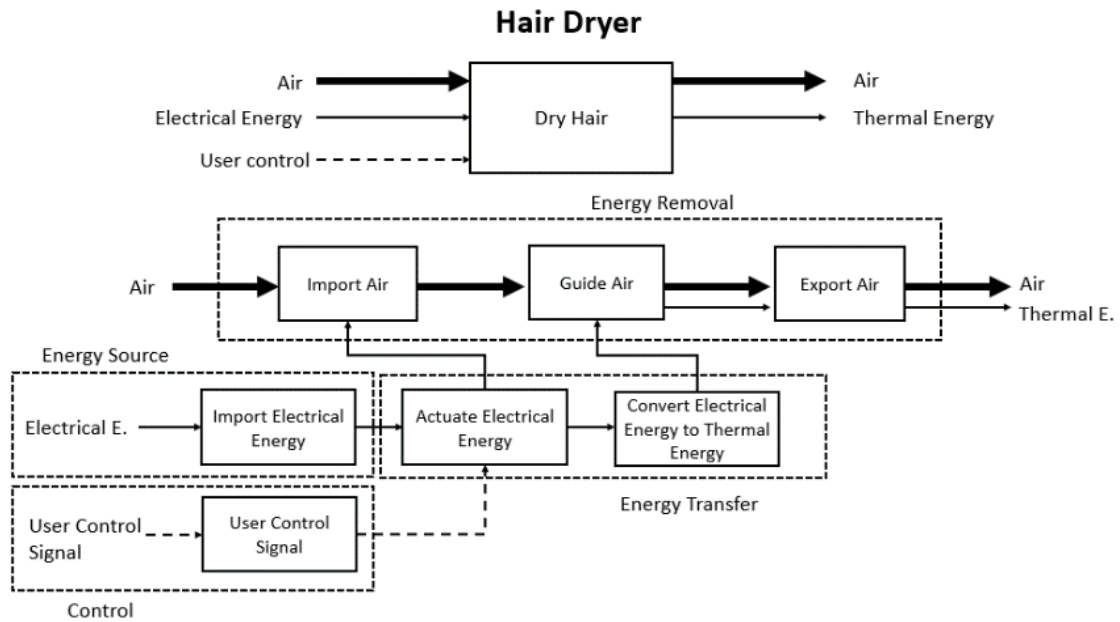 Hair Dryer
Air
Electrical Energy
User control
Dry Hair
Air
Thermal Energy
Energy Removal
Air
Import Air
Guide Air
Export Air
Air
Thermal E.
Energy Source
Electrical E.
Import Electrical
Energy
Actuate Electrical
Energy
Convert Electrical
Energy to Thermal
Energy
Energy Transfer
User Control
Signal
User Control
Signal
Control